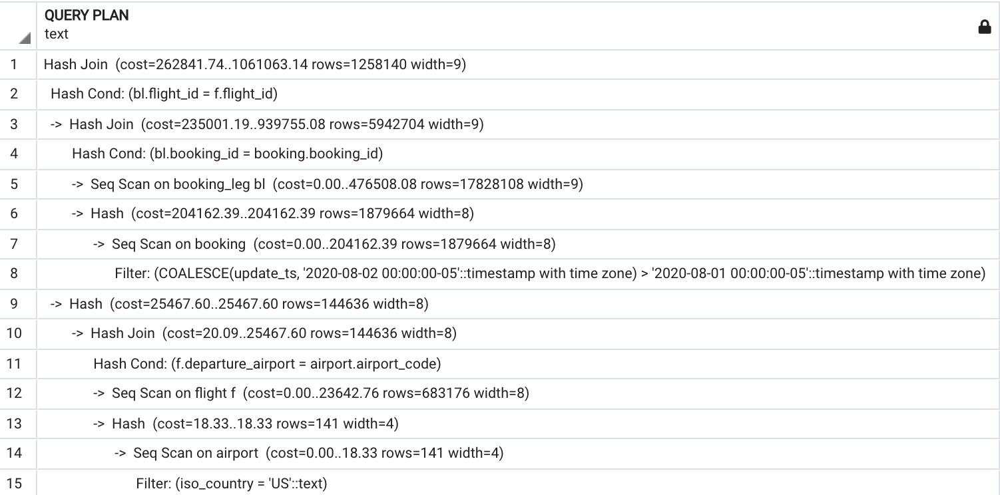 QUERY PLAN
text
1 Hash Join (cost=262841.74..1061063.14 rows=1258140 width=9)
2 Hash Cond: (bl.flight_id = f.flight_id)
3 -> Hash Join (cost=235001.19..939755.08 rows=5942704 width=9)
4 Hash Cond: (bl.booking_id = booking.booking_id)
5 -> Seq Scan on booking_leg bl (cost=0.00..476508.08 rows=17828108 width=9)
6 -> Hash (cost=204162.39..204162.39 rows=1879664 width=8)
7 -> Seq Scan on booking (cost=0.00..204162.39 rows=1879664 width=8)
8 Filter: (COALESCE(update_ts, '2020-08-02 00:00:00-05'::timestamp with time zone) > '2020-08-01 00:00:00-05'::timestamp with time zone)
9 -> Hash (cost=25467.60..25467.60 rows=144636 width=8)
10 -> Hash Join (cost=20.09..25467.60 rows=144636 width=8)
11 Hash Cond: (f.departure_airport = airport.airport_code)
12 -> Seq Scan on flight f (cost=0.00..23642.76 rows=683176 width=8)
13 -> Hash (cost=18.33..18.33 rows=141 width=4)
14 -> Seq Scan on airport (cost=0.00..18.33 rows=141 width=4)
15 Filter: (iso_country = 'US'::text)